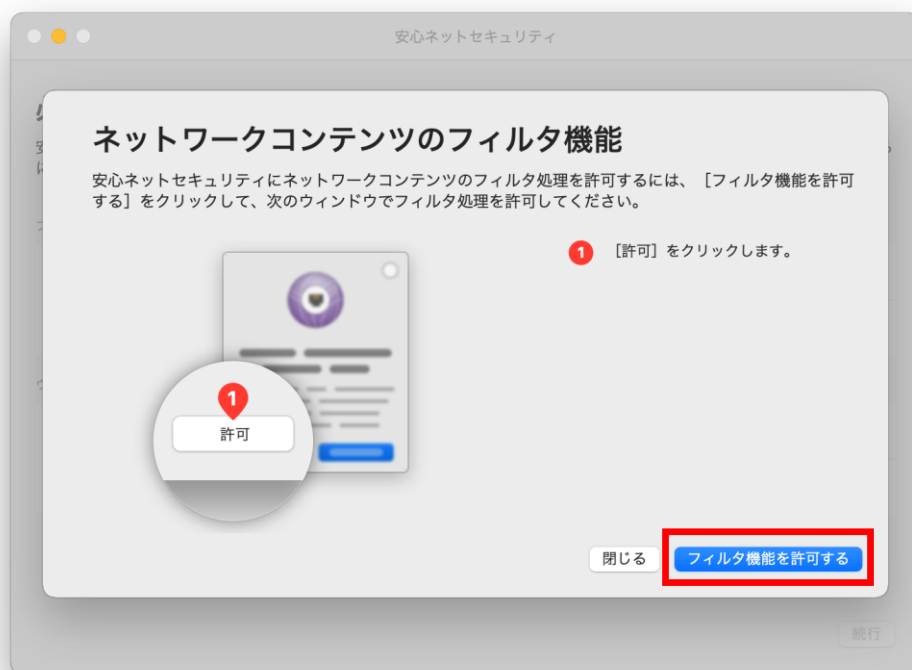 安心ネットセキュリティ
ネットワークコンテンツのフィルタ機能
安心ネットセキュリティにネットワークコンテンツのフィルタ処理を許可するには、［フィルタ機能を許可
する］をクリックして、次のウィンドウでフィルタ処理を許可してください。
1 ［許可］をクリックします。
1
許可
閉じる
フィルタ機能を許可する
続行